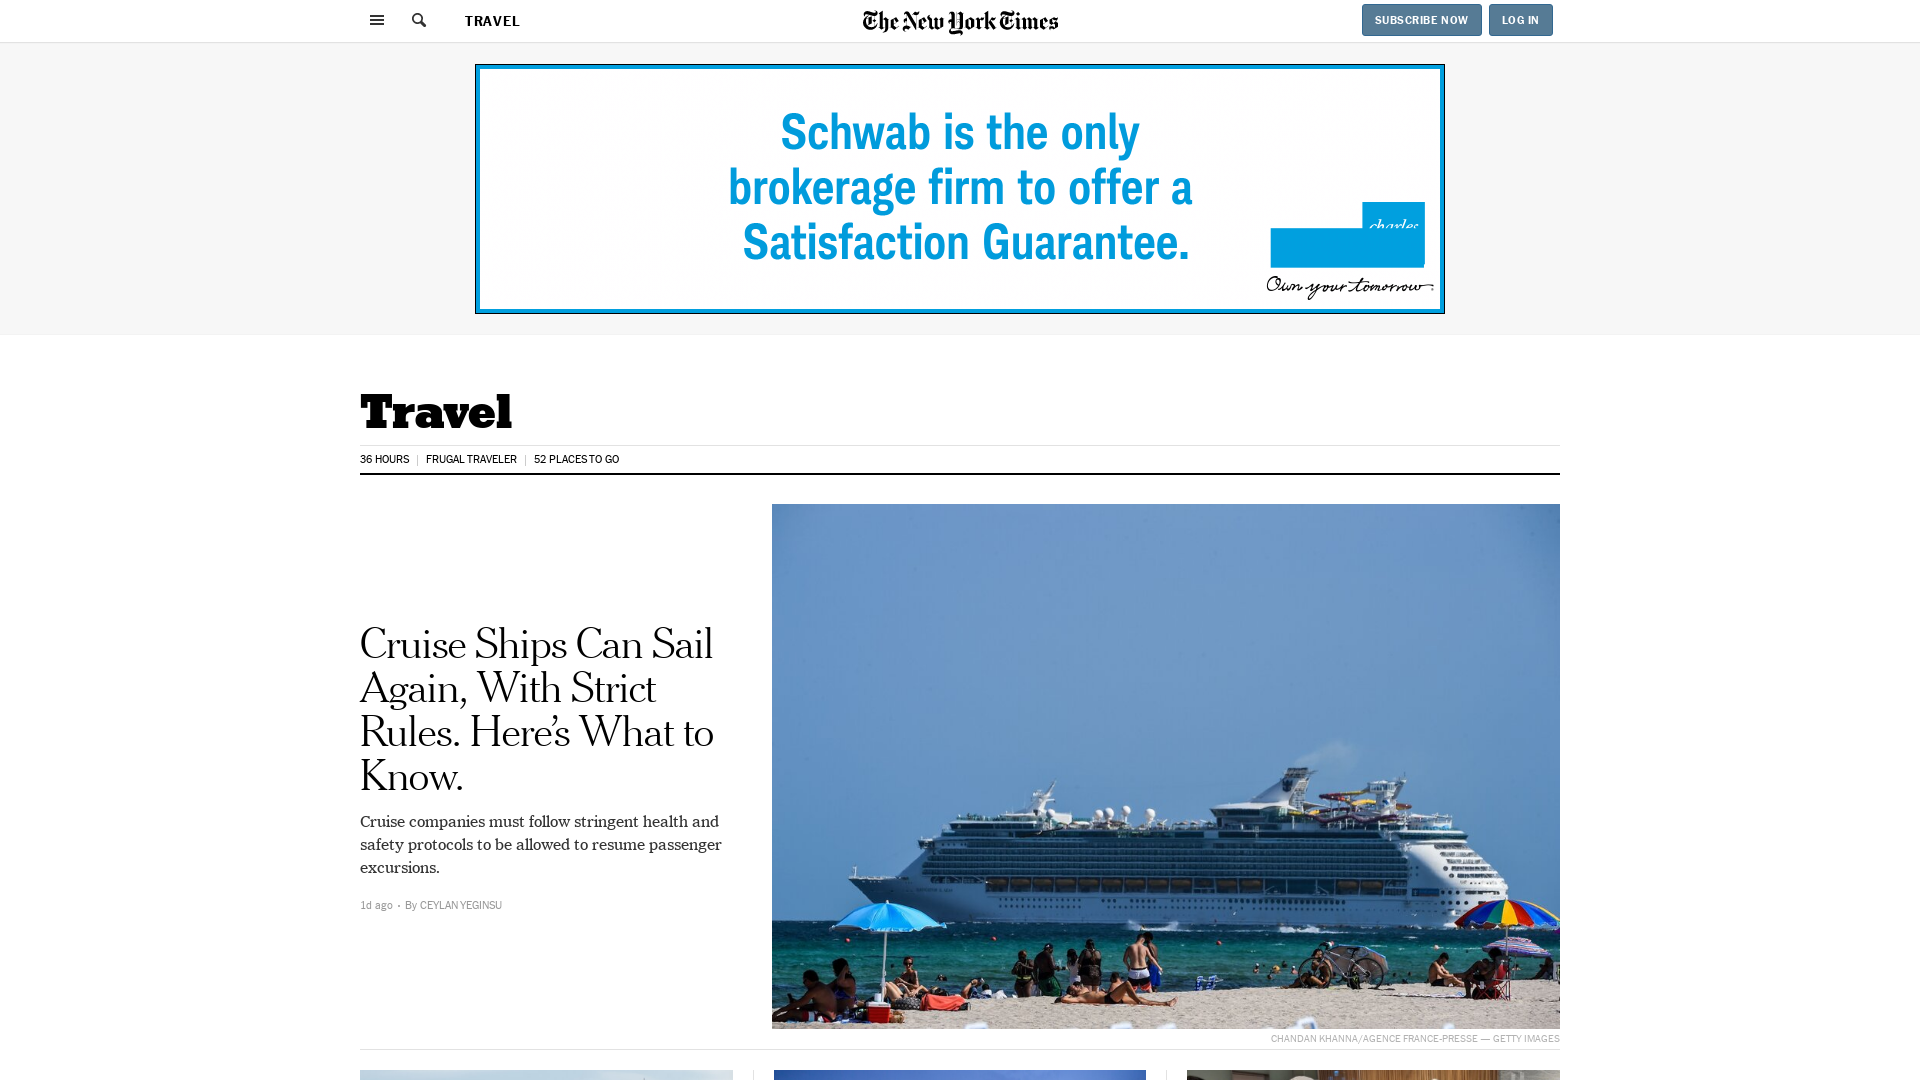 TRAVEL
The New York Times
SUBSCRIBE NOW
LOG IN
Schwab is the only
brokerage firm to offer a
Satisfaction Guarantee.
charles
Own your tomorrow
Travel
36 HOURS
FRUGAL TRAVELER
52 PLACES TO GO
Cruise Ships Can Sail
Again, With Strict
Rules. Here’s What to
Know.
Cruise companies must follow stringent health and
safety protocols to be allowed to resume passenger
excursions.
1d ago • By CEYLAN YEGINSU
CHANDAN KHANNA/AGENCE FRANCE-PRESSE — GETTY IMAGES